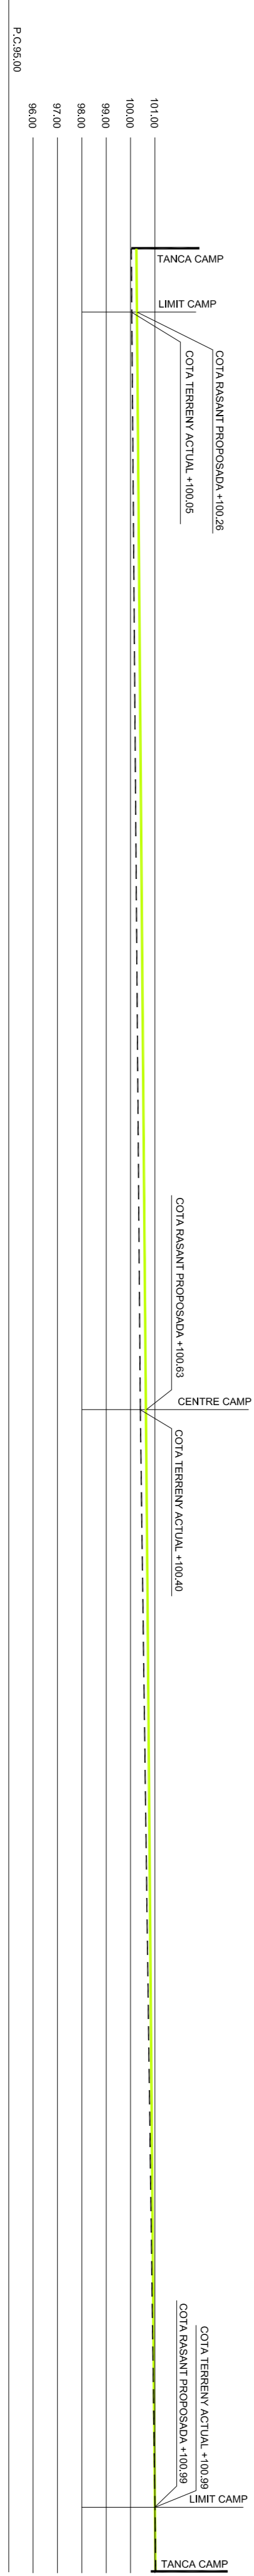 P.C.95.00
96.00
97.00
98.00
99.00
100.00
101.00
TANCA CAMP
LIMIT CAMP
COTA RASANT PROPOSADA +100.26
COTA TERRENY ACTUAL +100.05
COTA RASANT PROPOSADA +100.63
CENTRE CAMP
COTA TERRENY ACTUAL +100.40
COTA TERRENY ACTUAL +100.99
COTA RASANT PROPOSADA +100.99
LIMIT CAMP
TANCA CAMP